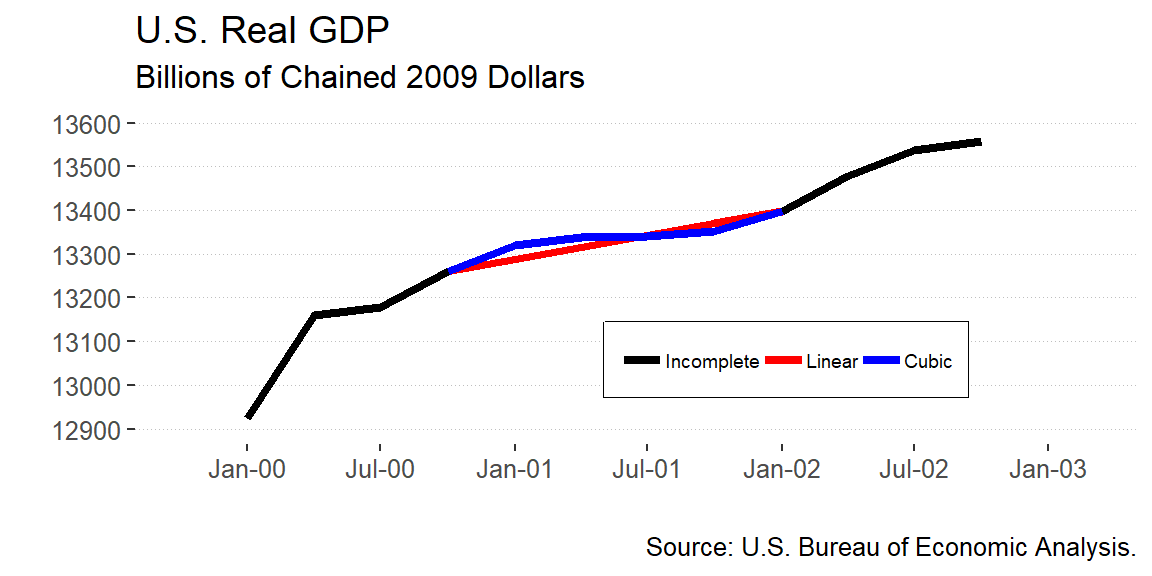 U.S. Real GDP
Billions of Chained 2009 Dollars
13600
13500
13400
13300
13200
13100
13000
12900
Incomplete Linear Cubic
Jan-00 Jul-00 Jan-01 Jul-01 Jan-02 Jul-02 Jan-03
Source: U.S. Bureau of Economic Analysis.